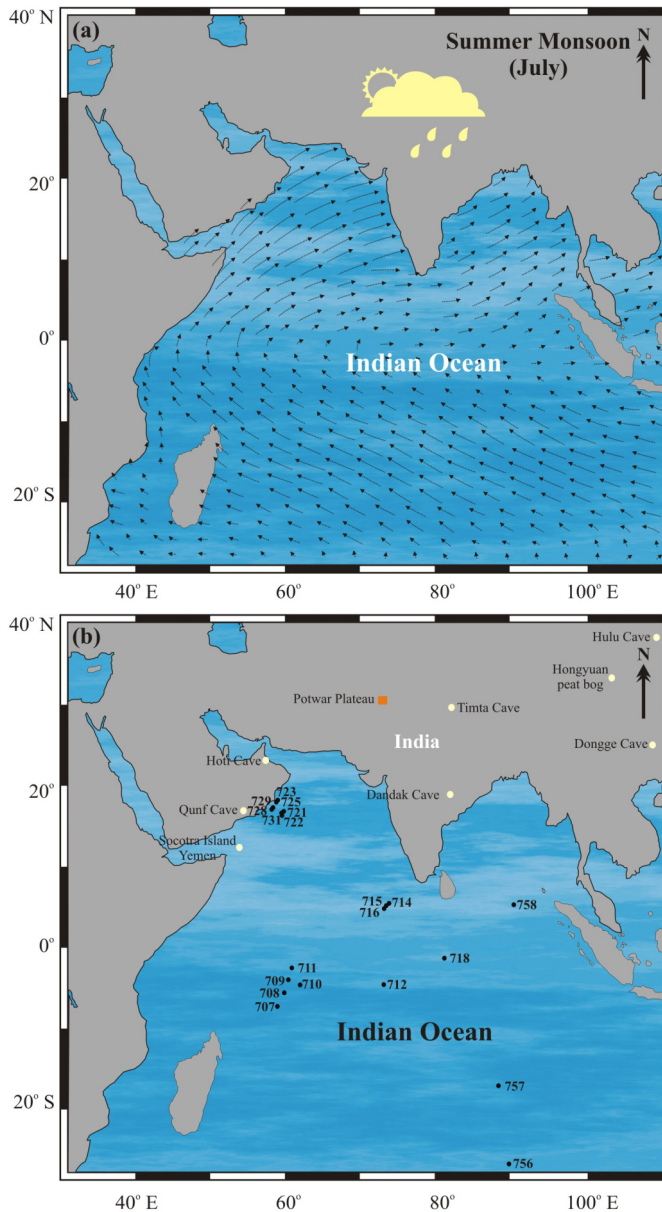 40° N
(a)
Summer Monsoon
(July)
N
20°
0°
Indian Ocean
20° S
40° E
60°
80°
100° E
40° N
(b)
Hulu Cave
N
Hongyuan
peat bog
Potwar Plateau
Timta Cave
India
Dongge Cave
Hoti Cave
20°
723
729
725
Dandak Cave
Qunf Cave
728
721
731
722
Socotra Island
Yemen
715
714
758
716
0°
718
711
709
710
712
708
707
Indian Ocean
757
20° S
756
40° E
60°
80°
100° E